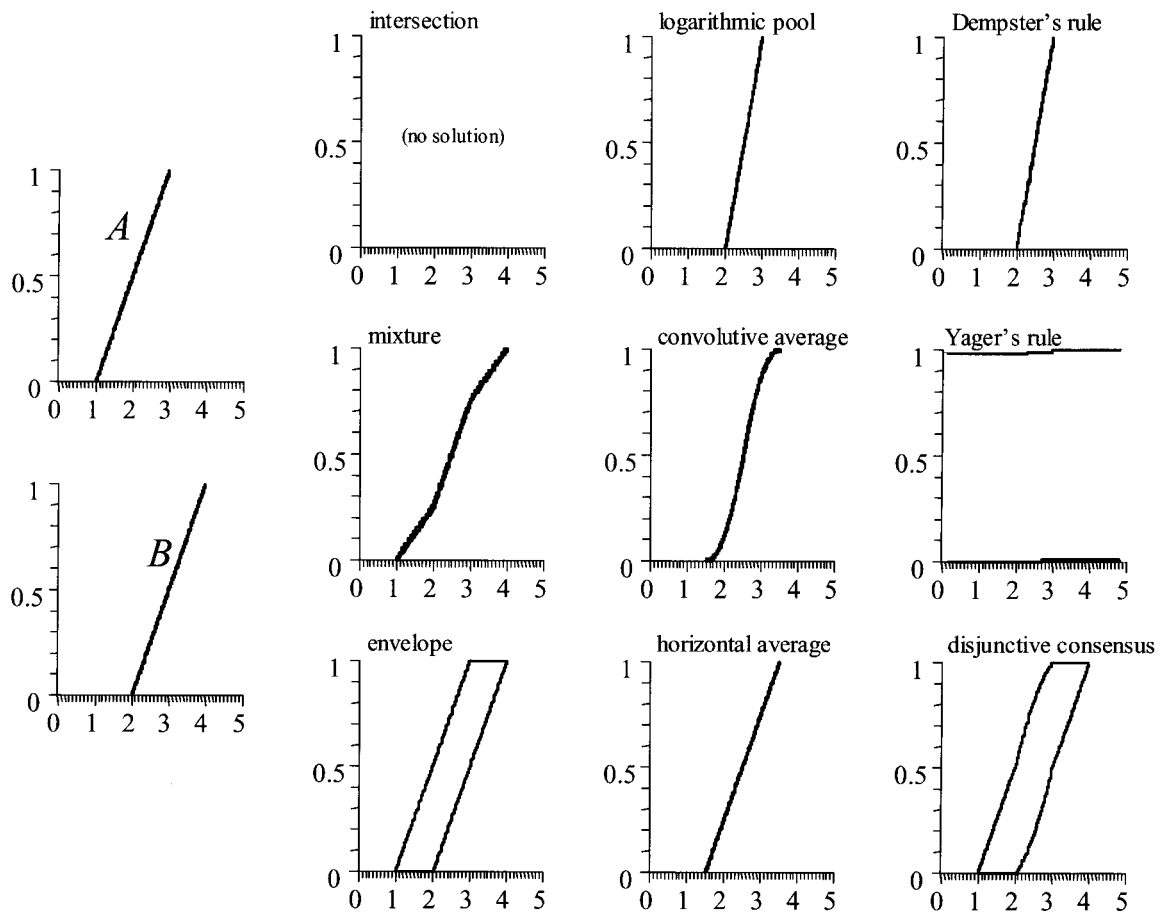 A
1
0.5
0
0 1 2 3 4 5
B
1
0.5
0
0 1 2 3 4 5
intersection
1
0.5
0
(no solution)
0 1 2 3 4 5
logarithmic pool
1
0.5
0
0 1 2 3 4 5
Dempster’s rule
1
0.5
0
0 1 2 3 4 5
mixture
1
0.5
0
0 1 2 3 4 5
convolutive average
1
0.5
0
0 1 2 3 4 5
Yager’s rule
1
0.5
0
0 1 2 3 4 5
envelope
1
0.5
0
0 1 2 3 4 5
horizontal average
1
0.5
0
0 1 2 3 4 5
disjunctive consensus
1
0.5
0
0 1 2 3 4 5